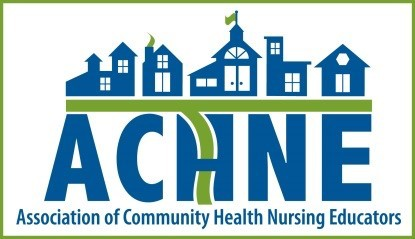 ACHNE
Association of Community Health Nursing Educators